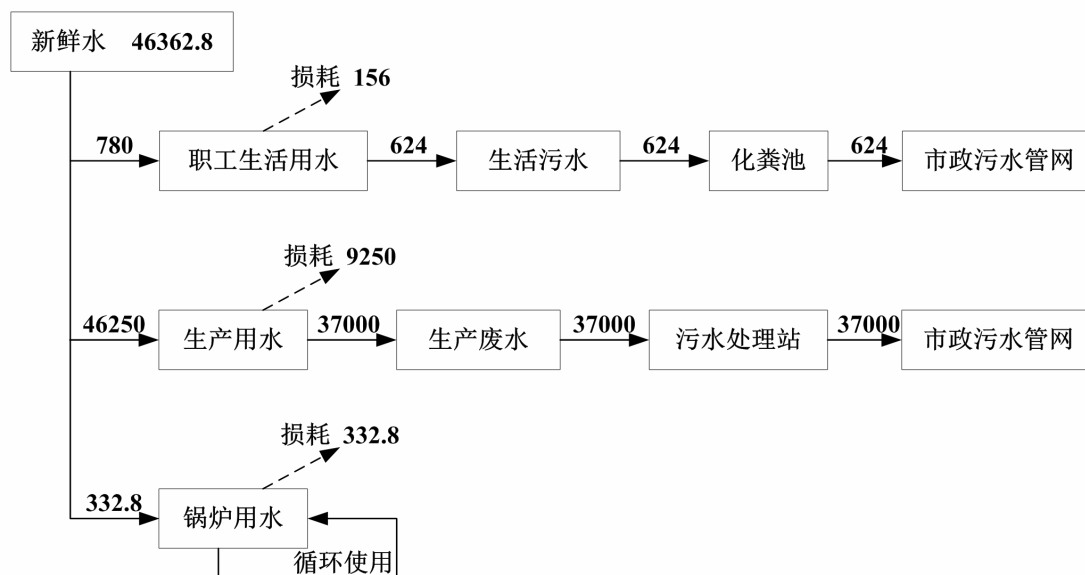 新鲜水 46362.8
损耗 156
780 职工生活用水 624 生活污水 624 化粪池 624 市政污水管网
损耗 9250
46250 生产用水 37000 生产废水 37000 污水处理站 37000 市政污水管网
损耗 332.8
332.8 锅炉用水
循环使用